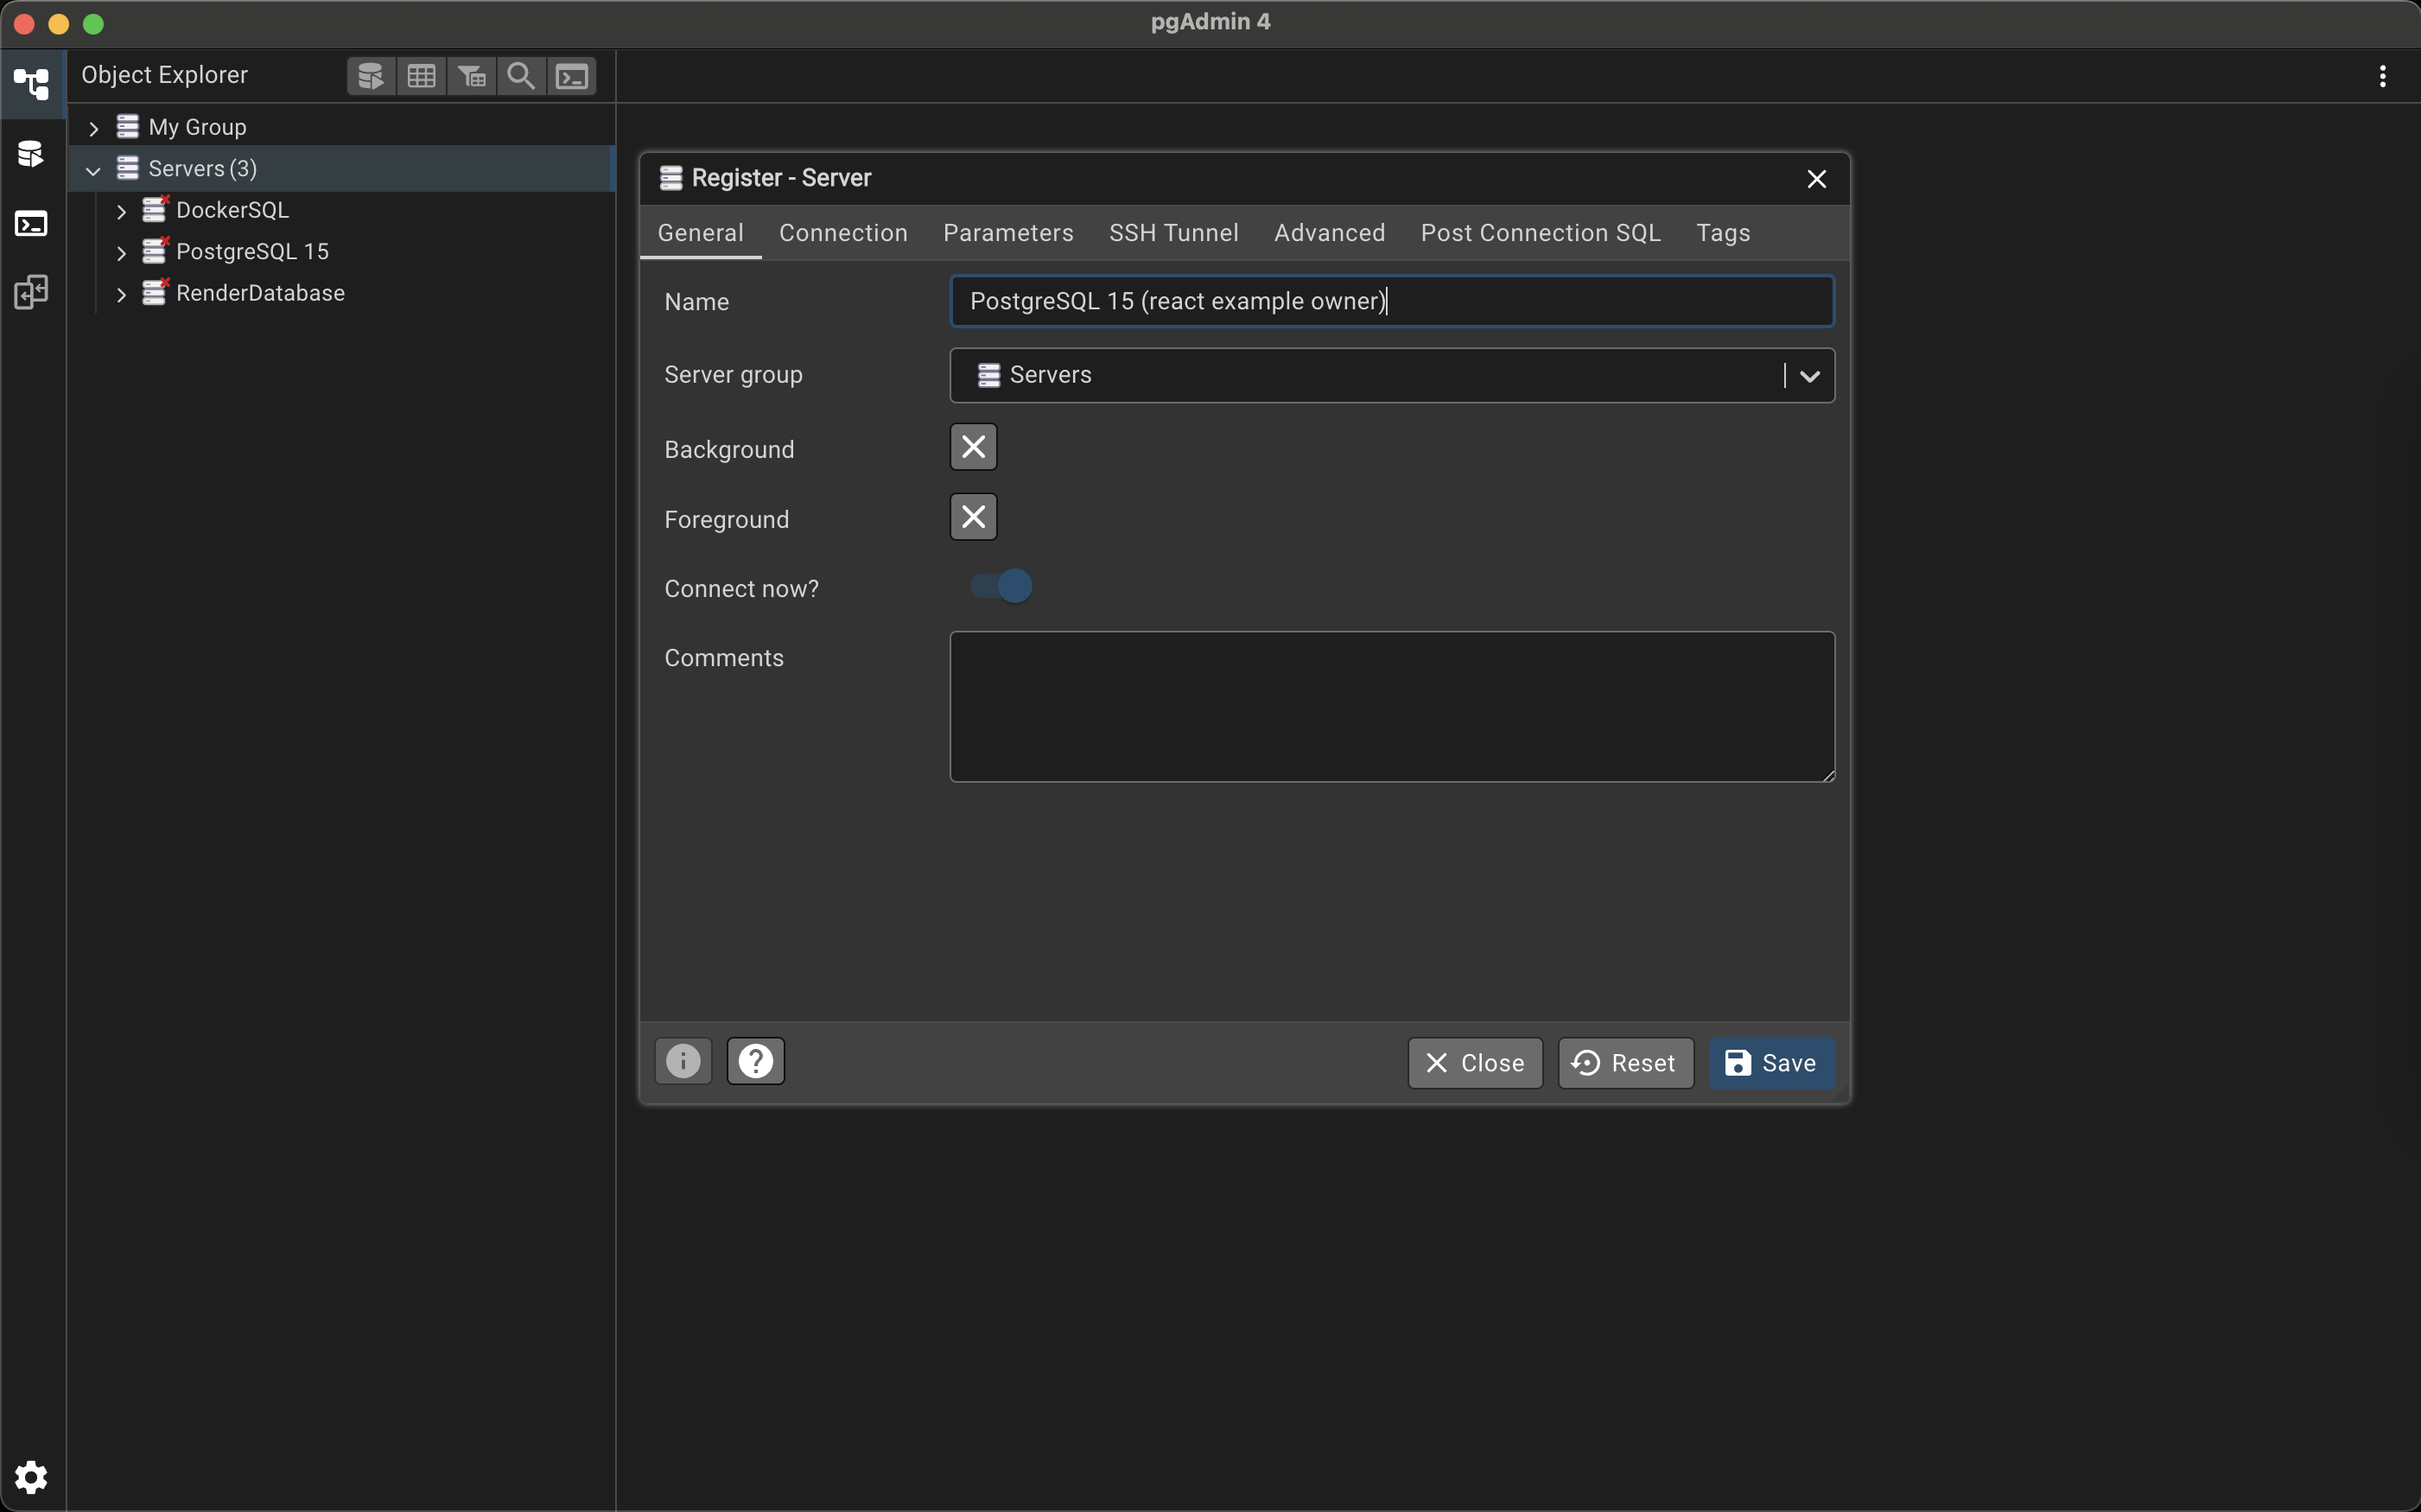 pgAdmin 4
Object Explorer
My Group
Servers (3)
DockerSQL
PostgreSQL 15
RenderDatabase
Register - Server
General Connection Parameters SSH Tunnel Advanced Post Connection SQL Tags
Name PostgreSQL 15 (react example owner)
Server group Servers
Background
Foreground
Connect now?
Comments
Close Reset Save